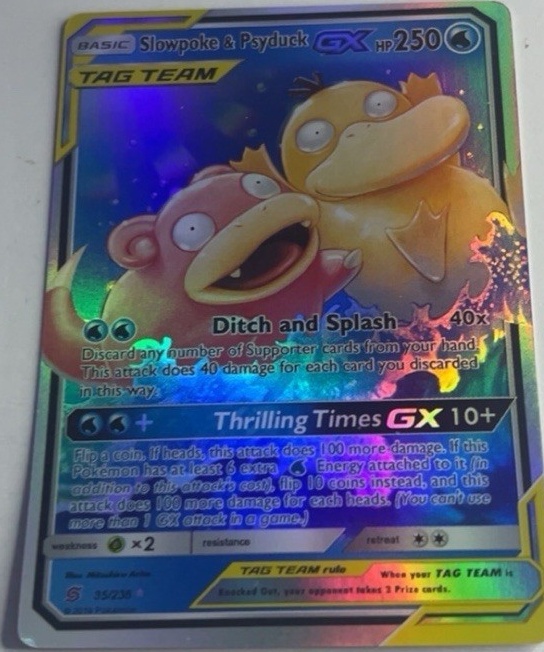 BASIC Slowpoke & Psyduck GX HP250
TAG TEAM
Ditch and Splash 40x
Discard any number of Supporter cards from your hand.
This attack does 40 damage for each card you discarded
in this way.
+ Thrilling Times GX 10+
Flip a coin. If heads, this attack does 100 more damage. If this
Pokémon has at least 6 extra Energy attached to it (in
addition to this attack's cost), flip 10 coins instead, and this
attack does 100 more damage for each heads. (You can't use
more than 1 GX attack in a game.)
weakness ×2 resistance retreat
TAG TEAM rule When your TAG TEAM is
35/236 Knocked Out, your opponent takes 3 Prize cards.